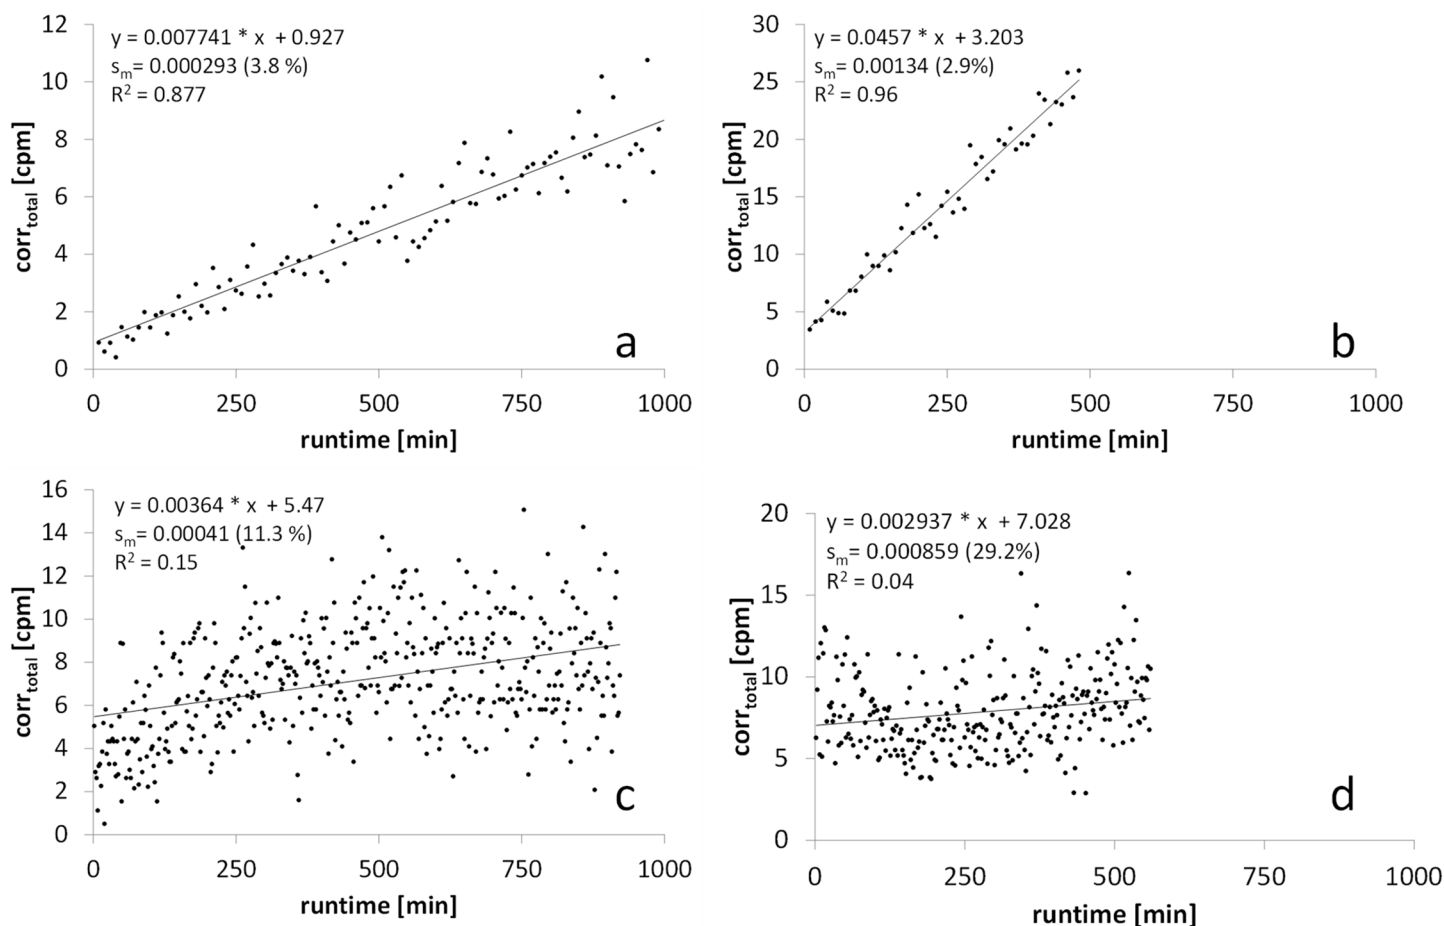 12
10
8
6
4
2
0
corrtotal [cpm]
y = 0.007741 * x + 0.927
sm= 0.000293 (3.8 %)
R2 = 0.877
a
0 250 500 750 1000
runtime [min]
30
25
20
15
10
5
0
corrtotal [cpm]
y = 0.0457 * x + 3.203
sm= 0.00134 (2.9%)
R2 = 0.96
b
0 250 500 750 1000
runtime [min]
16
14
12
10
8
6
4
2
0
corrtotal [cpm]
y = 0.00364 * x + 5.47
sm= 0.00041 (11.3 %)
R2 = 0.15
c
0 250 500 750 1000
runtime [min]
20
15
10
5
0
corrtotal [cpm]
y = 0.002937 * x + 7.028
sm= 0.000859 (29.2%)
R2 = 0.04
d
0 250 500 750 1000
runtime [min]